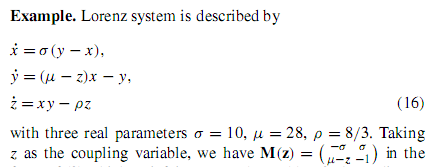 Example. Lorenz system is described by
ẋ = σ(y − x),
ẏ = (μ − z)x − y,
ż = xy − ρz (16)
with three real parameters σ = 10, μ = 28, ρ = 8/3. Taking
z as the coupling variable, we have M(z) = (−σ σ; μ−z −1) in the